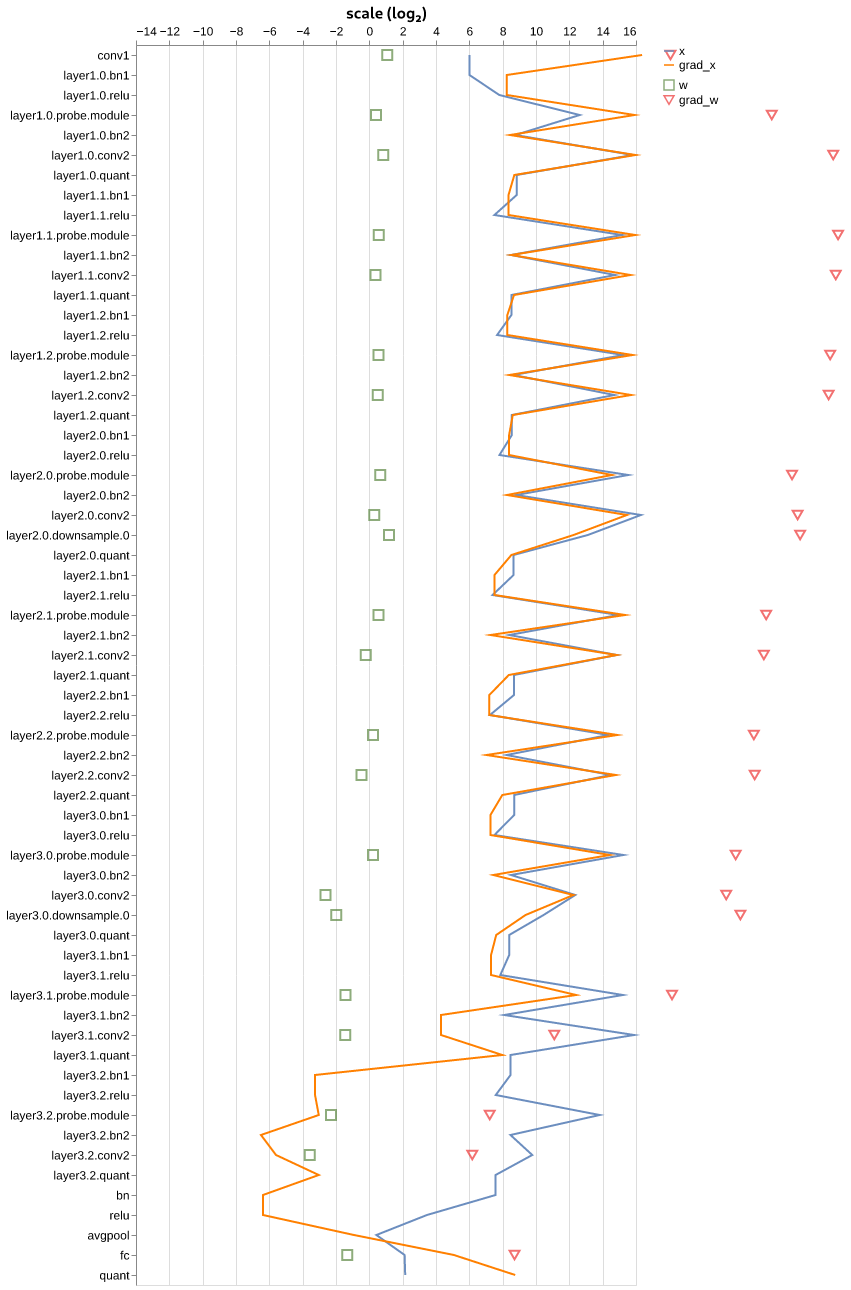 scale (log₂)
−14 −12 −10 −8 −6 −4 −2 0 2 4 6 8 10 12 14 16
conv1
layer1.0.bn1
layer1.0.relu
layer1.0.probe.module
layer1.0.bn2
layer1.0.conv2
layer1.0.quant
layer1.1.bn1
layer1.1.relu
layer1.1.probe.module
layer1.1.bn2
layer1.1.conv2
layer1.1.quant
layer1.2.bn1
layer1.2.relu
layer1.2.probe.module
layer1.2.bn2
layer1.2.conv2
layer1.2.quant
layer2.0.bn1
layer2.0.relu
layer2.0.probe.module
layer2.0.bn2
layer2.0.conv2
layer2.0.downsample.0
layer2.0.quant
layer2.1.bn1
layer2.1.relu
layer2.1.probe.module
layer2.1.bn2
layer2.1.conv2
layer2.1.quant
layer2.2.bn1
layer2.2.relu
layer2.2.probe.module
layer2.2.bn2
layer2.2.conv2
layer2.2.quant
layer3.0.bn1
layer3.0.relu
layer3.0.probe.module
layer3.0.bn2
layer3.0.conv2
layer3.0.downsample.0
layer3.0.quant
layer3.1.bn1
layer3.1.relu
layer3.1.probe.module
layer3.1.bn2
layer3.1.conv2
layer3.1.quant
layer3.2.bn1
layer3.2.relu
layer3.2.probe.module
layer3.2.bn2
layer3.2.conv2
layer3.2.quant
bn
relu
avgpool
fc
quant
x
grad_x
w
grad_w